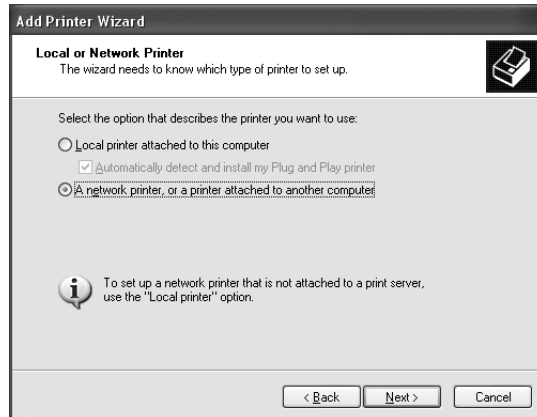 Add Printer Wizard
Local or Network Printer
The wizard needs to know which type of printer to set up.
Select the option that describes the printer you want to use:
Local printer attached to this computer
Automatically detect and install my Plug and Play printer
A network printer, or a printer attached to another computer
To set up a network printer that is not attached to a print server,
use the "Local printer" option.
< Back Next > Cancel